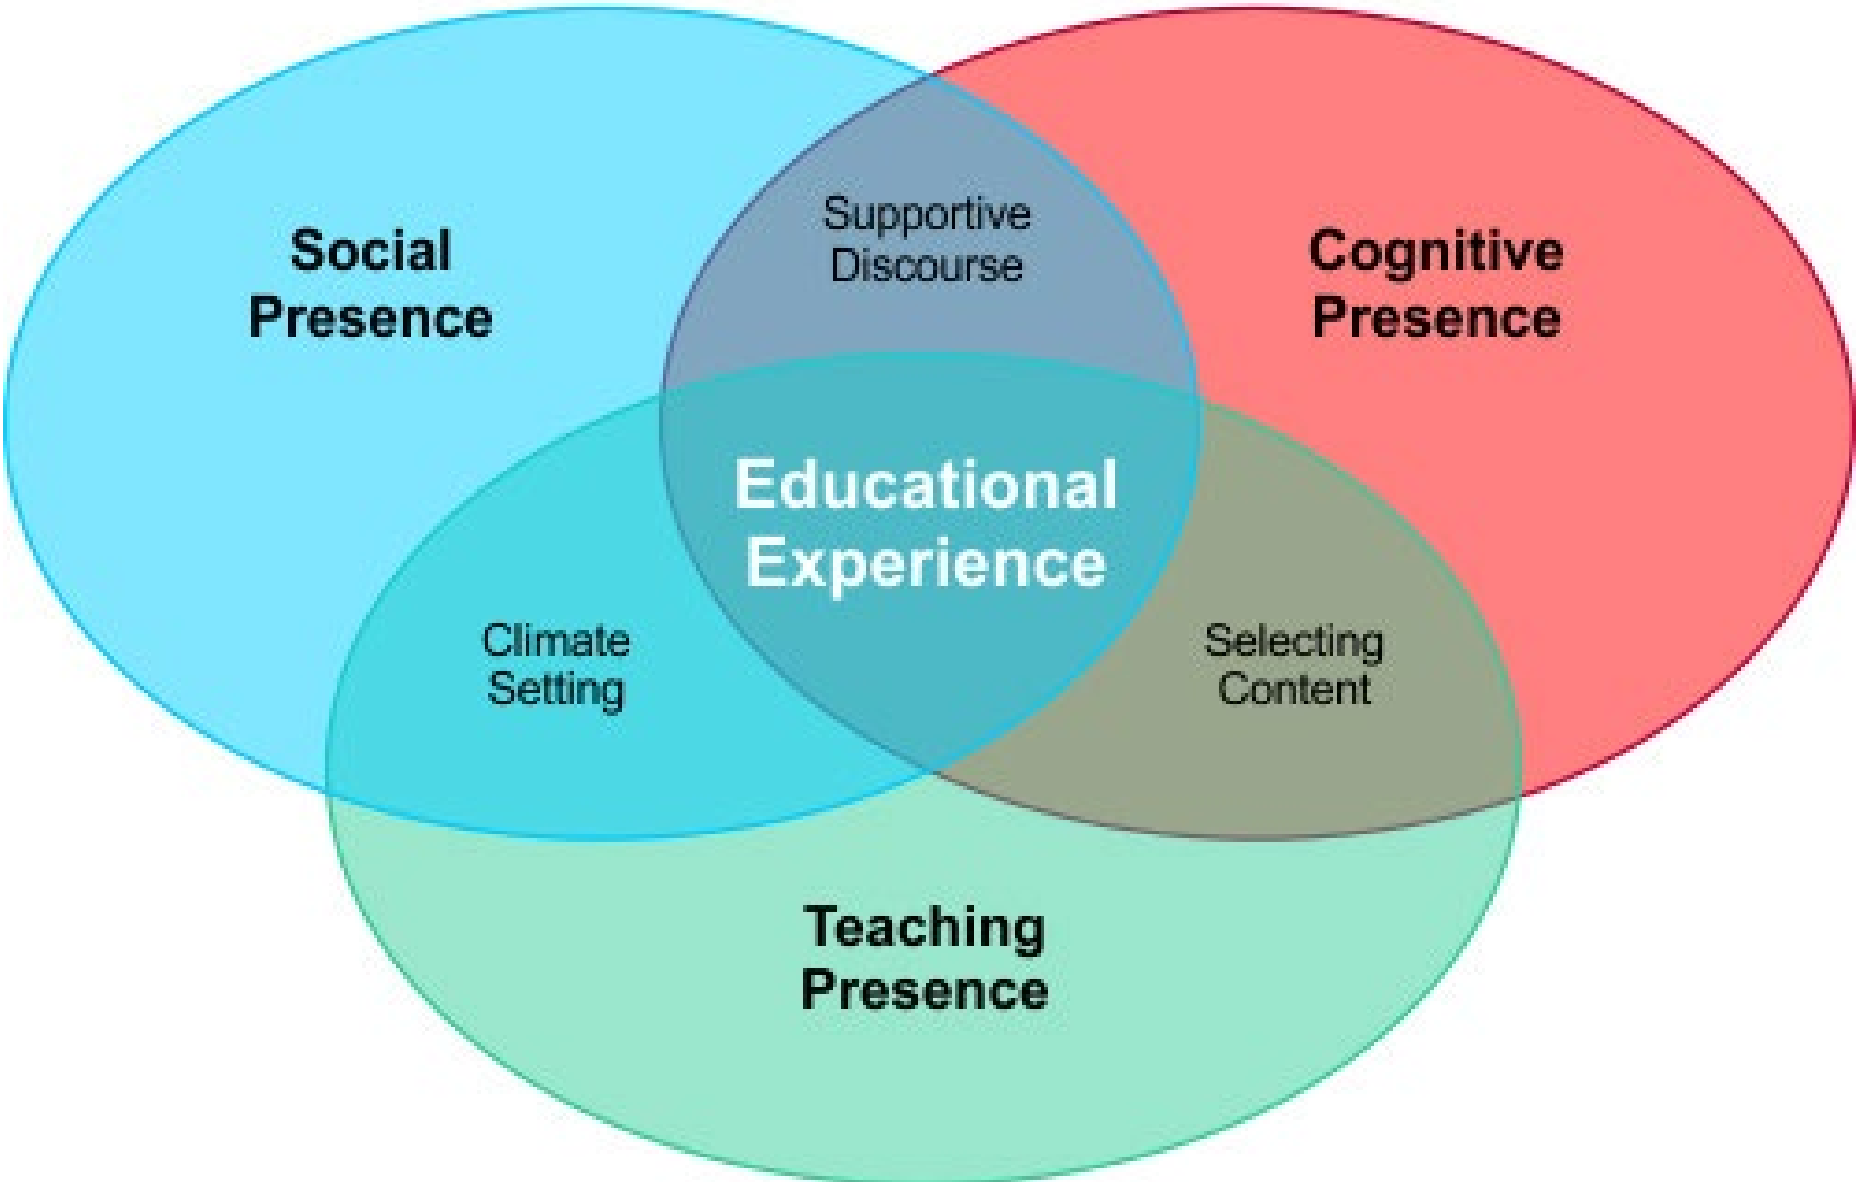 Social
Presence
Supportive
Discourse
Cognitive
Presence
Educational
Experience
Climate
Setting
Selecting
Content
Teaching
Presence